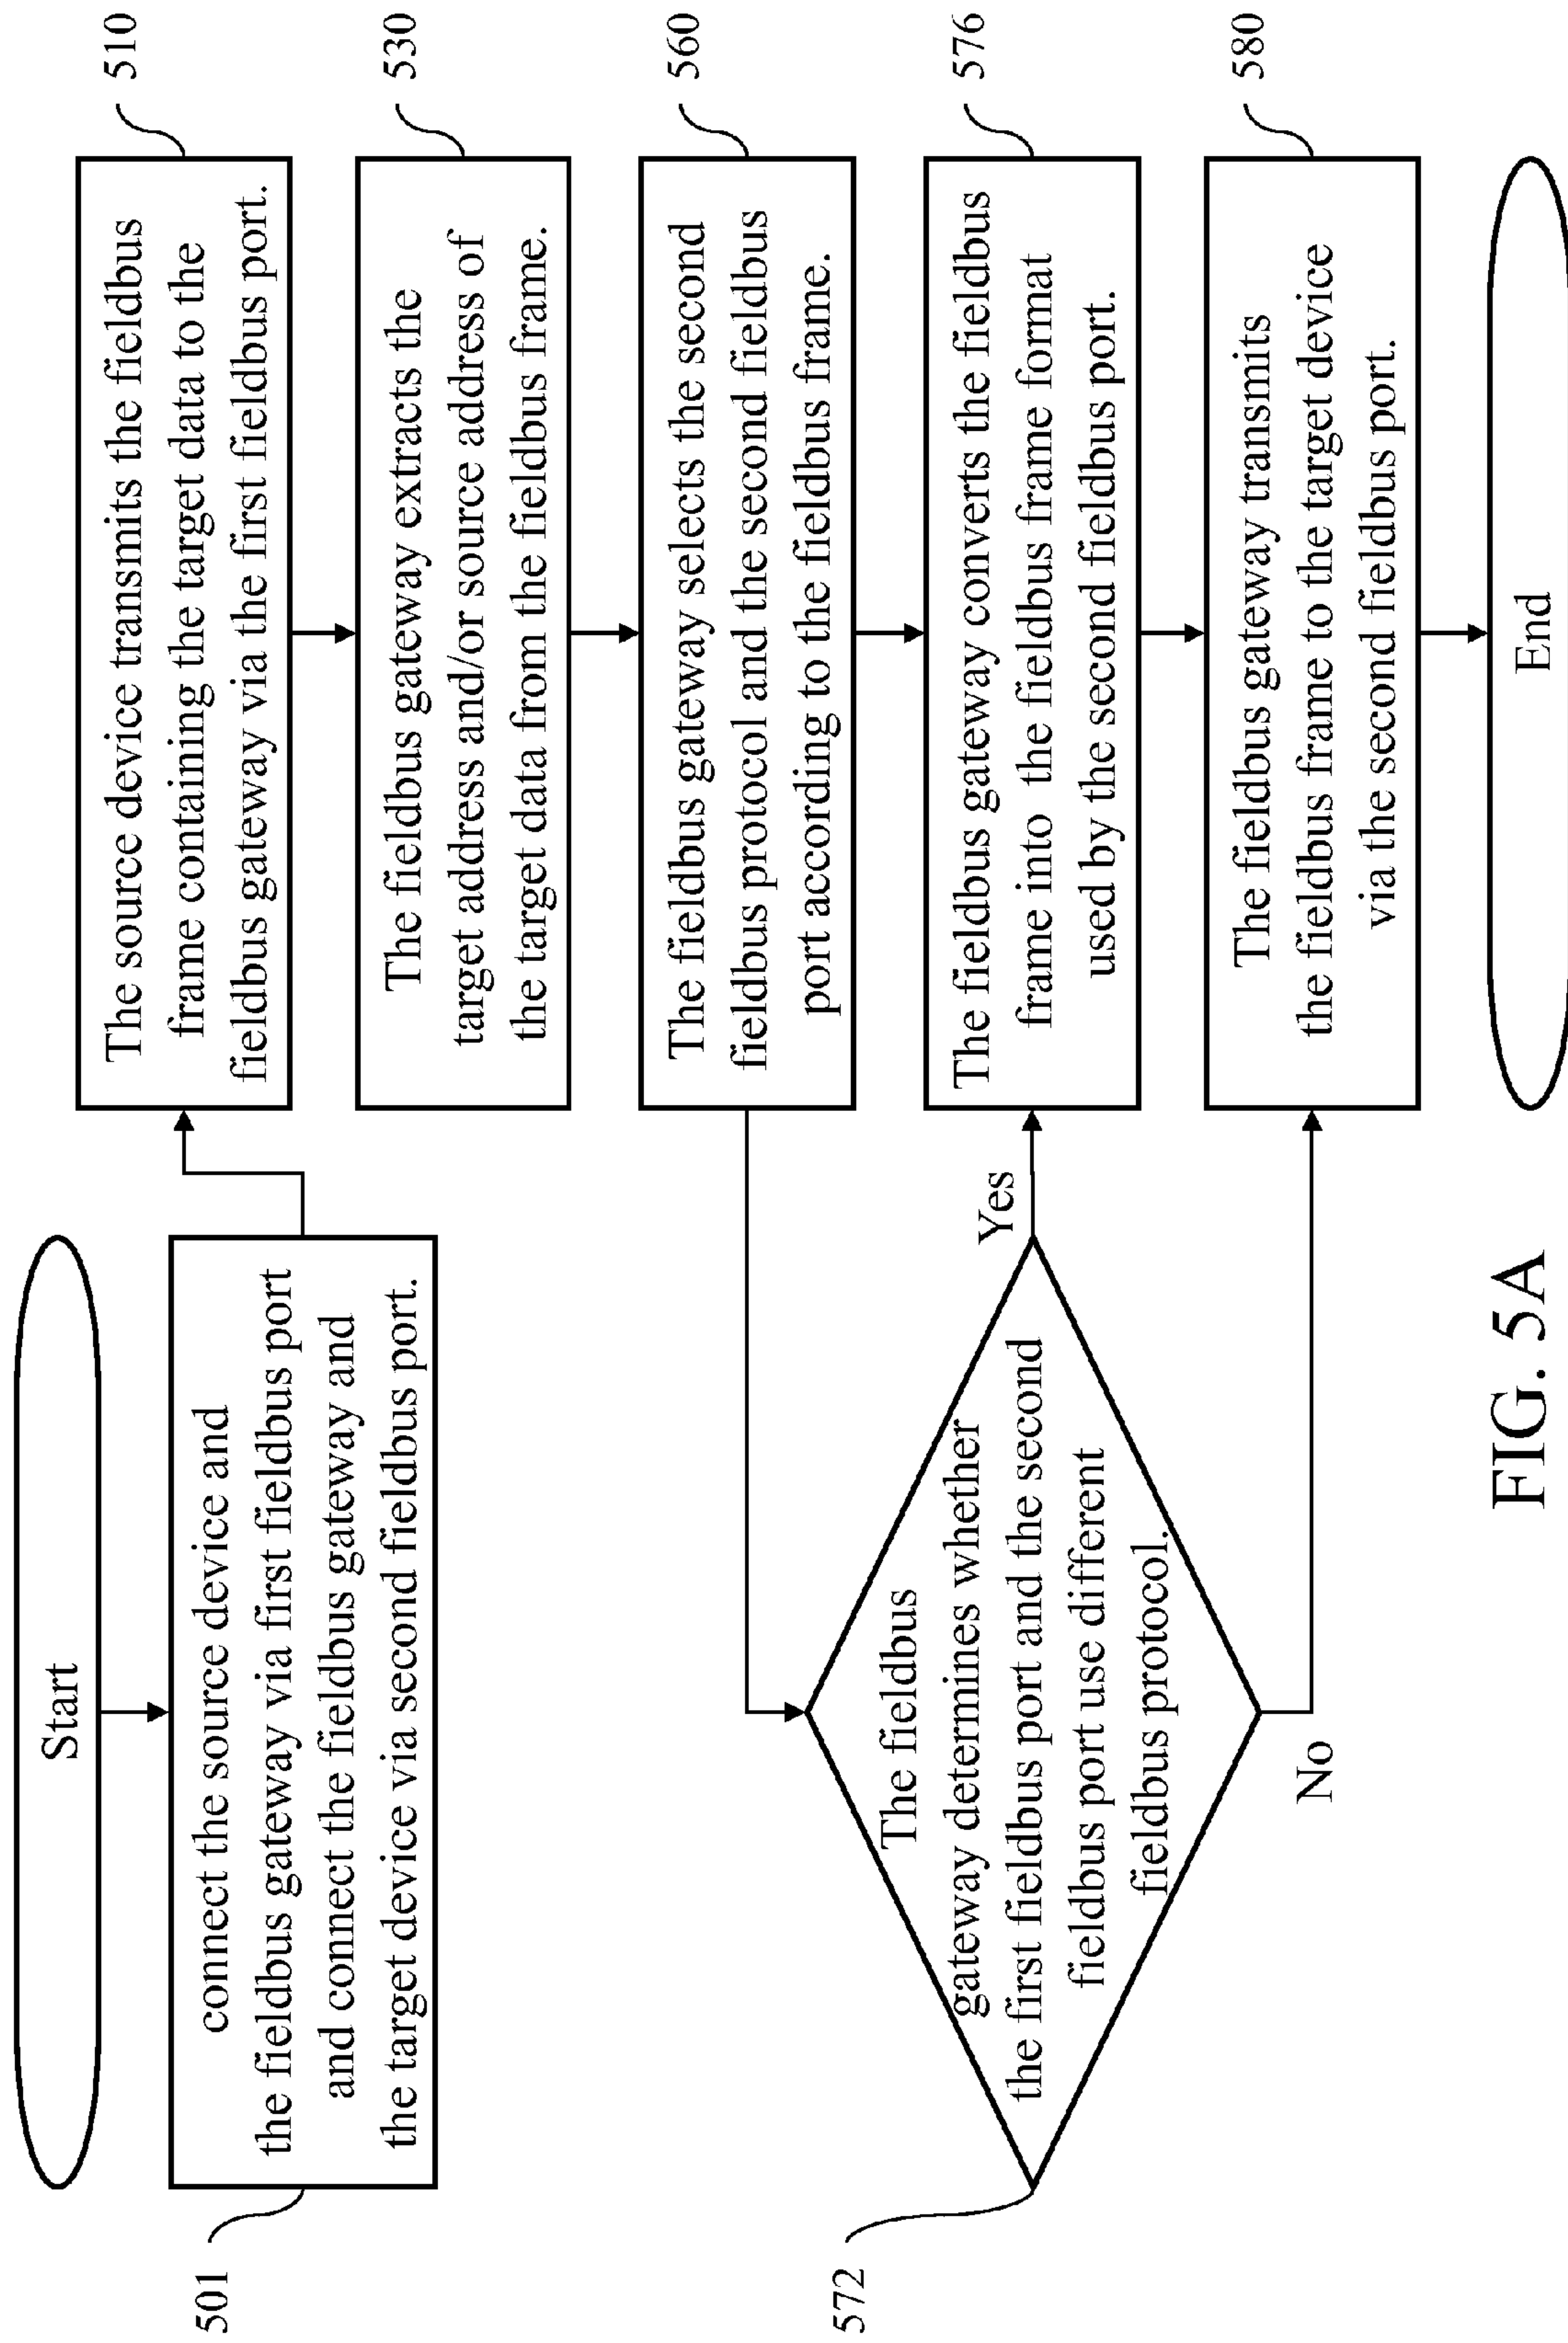 Start
501
connect the source device and
the fieldbus gateway via first fieldbus port
and connect the fieldbus gateway and
the target device via second fieldbus port.
510
The source device transmits the fieldbus
frame containing the target data to the
fieldbus gateway via the first fieldbus port.
530
The fieldbus gateway extracts the
target address and/or source address of
the target data from the fieldbus frame.
560
The fieldbus gateway selects the second
fieldbus protocol and the second fieldbus
port according to the fieldbus frame.
572
The fieldbus
gateway determines whether
the first fieldbus port and the second
fieldbus port use different
fieldbus protocol.
Yes
No
576
The fieldbus gateway converts the fieldbus
frame into the fieldbus frame format
used by the second fieldbus port.
580
The fieldbus gateway transmits
the fieldbus frame to the target device
via the second fieldbus port.
End
FIG. 5A